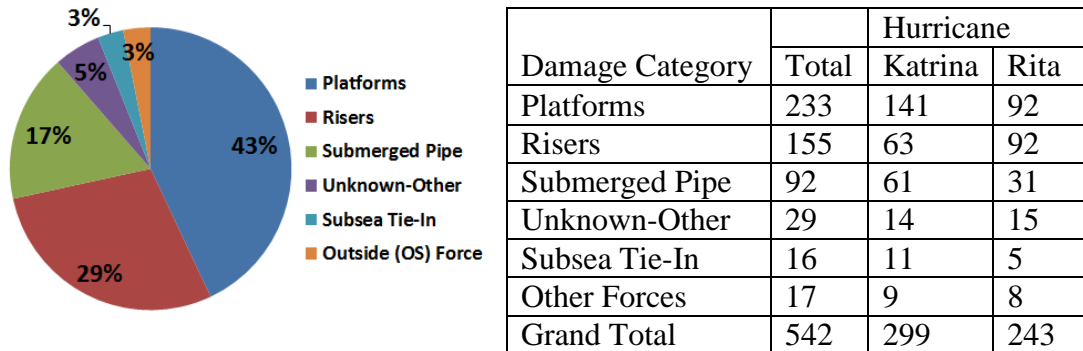 3%
3%
5%
17%
43%
29%
Platforms
Risers
Submerged Pipe
Unknown-Other
Subsea Tie-In
Outside (OS) Force
Hurricane
Damage Category Total Katrina Rita
Platforms 233 141 92
Risers 155 63 92
Submerged Pipe 92 61 31
Unknown-Other 29 14 15
Subsea Tie-In 16 11 5
Other Forces 17 9 8
Grand Total 542 299 243